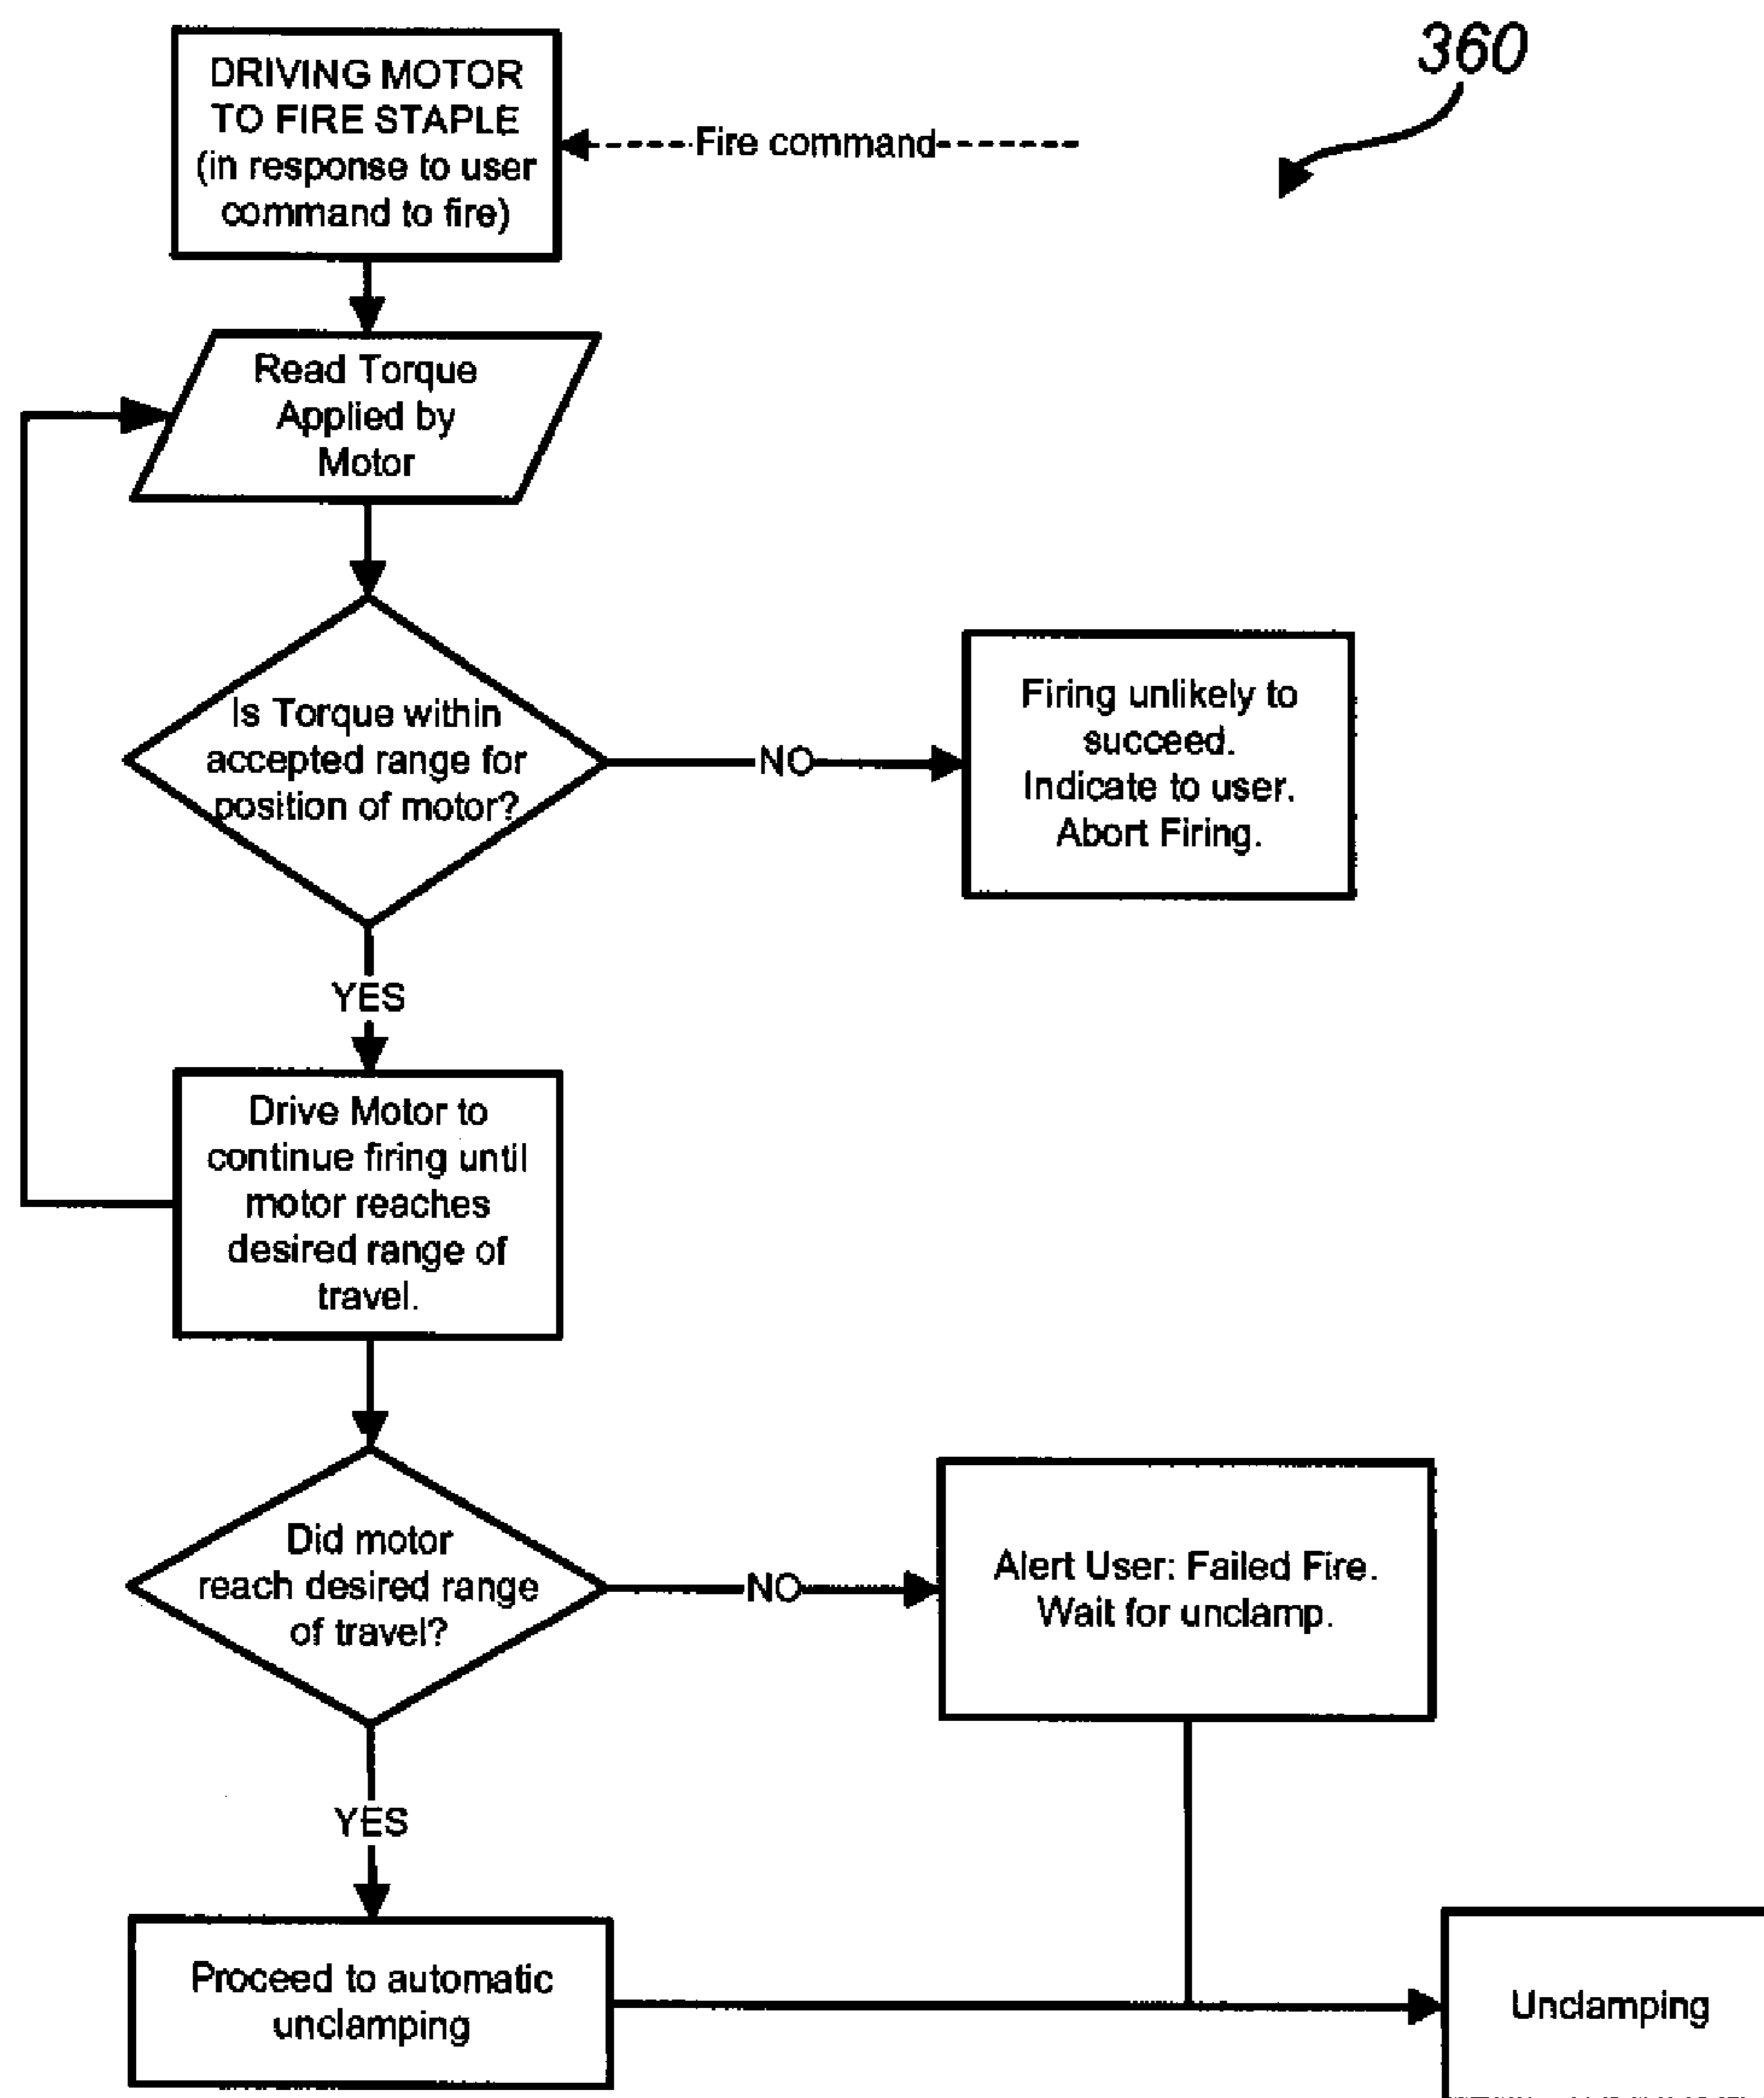 360
DRIVING MOTOR
TO FIRE STAPLE
(in response to user
command to fire)
Fire command
Read Torque
Applied by
Motor
Is Torque within
accepted range for
position of motor?
NO
Firing unlikely to
succeed.
Indicate to user.
Abort Firing.
YES
Drive Motor to
continue firing until
motor reaches
desired range of
travel.
Did motor
reach desired range
of travel?
NO
Alert User: Failed Fire.
Wait for unclamp.
YES
Proceed to automatic
unclamping
Unclamping